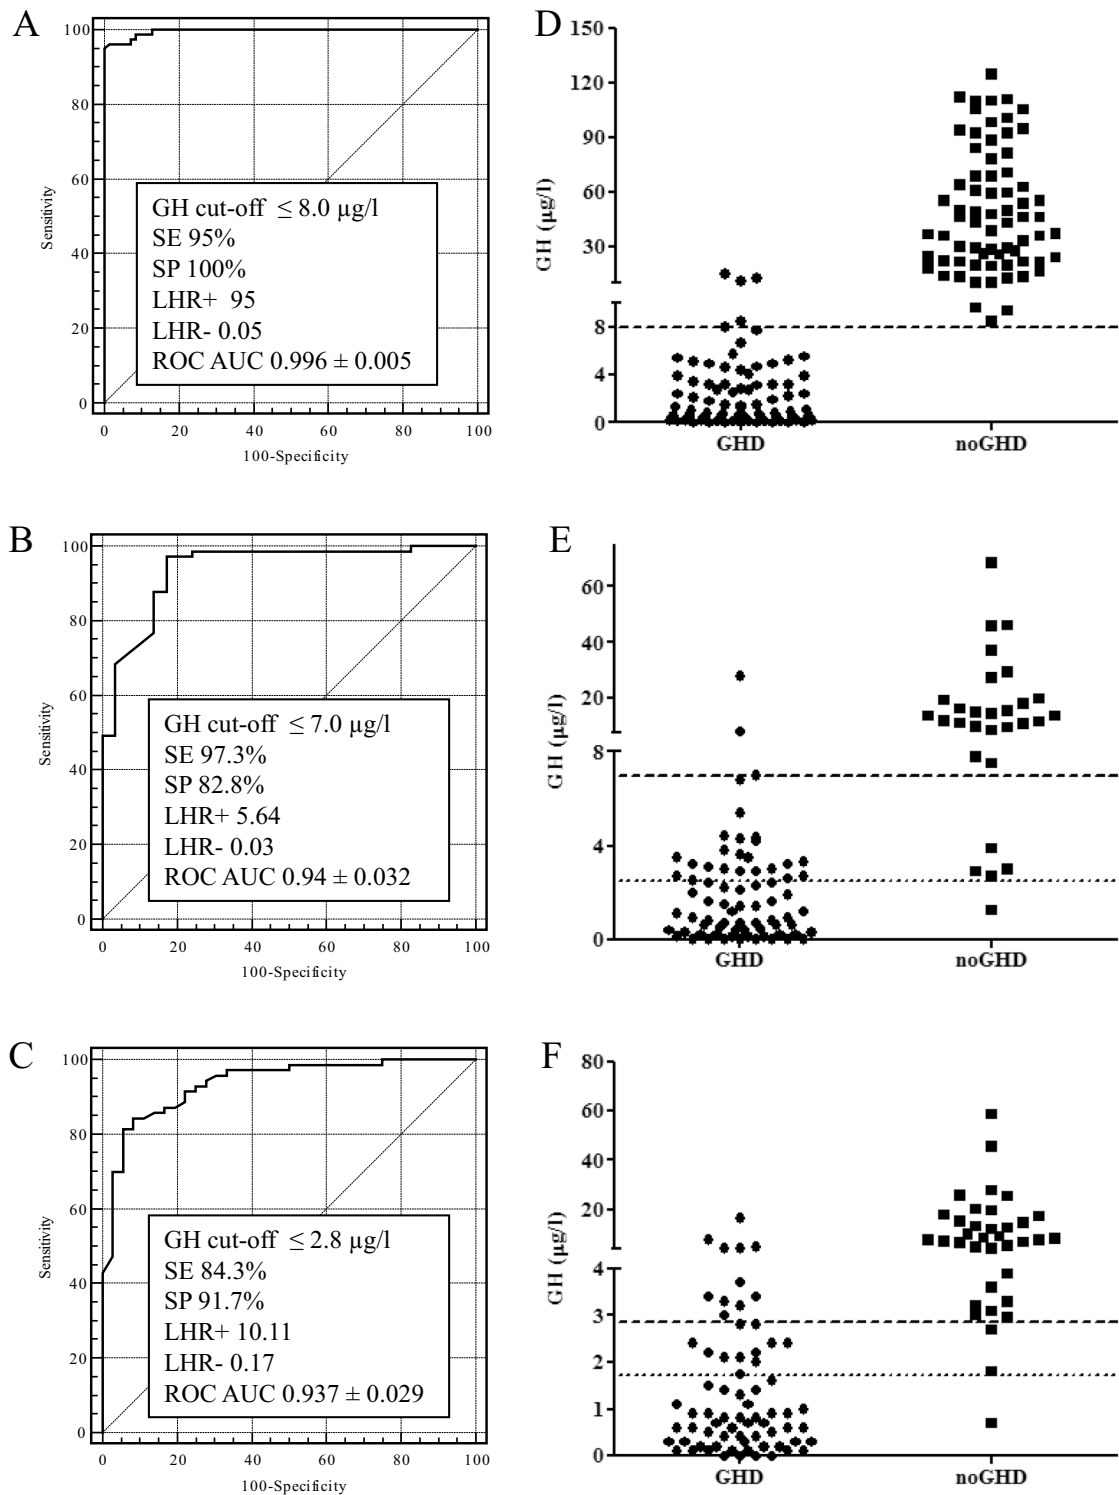 A
100
80
60
40
20
0
Sensitivity
GH cut-off ≤ 8.0 µg/l
SE 95%
SP 100%
LHR+ 95
LHR- 0.05
ROC AUC 0.996 ± 0.005
0 20 40 60 80 100
100-Specificity
D
150
120
90
60
30
8
4
0
GH (µg/l)
GHD noGHD
B
100
80
60
40
20
0
Sensitivity
GH cut-off ≤ 7.0 µg/l
SE 97.3%
SP 82.8%
LHR+ 5.64
LHR- 0.03
ROC AUC 0.94 ± 0.032
0 20 40 60 80 100
100-Specificity
E
60
40
20
8
4
0
GH (µg/l)
GHD noGHD
C
100
80
60
40
20
0
Sensitivity
GH cut-off ≤ 2.8 µg/l
SE 84.3%
SP 91.7%
LHR+ 10.11
LHR- 0.17
ROC AUC 0.937 ± 0.029
0 20 40 60 80 100
100-Specificity
F
80
60
40
20
4
3
2
1
0
GH (µg/l)
GHD noGHD